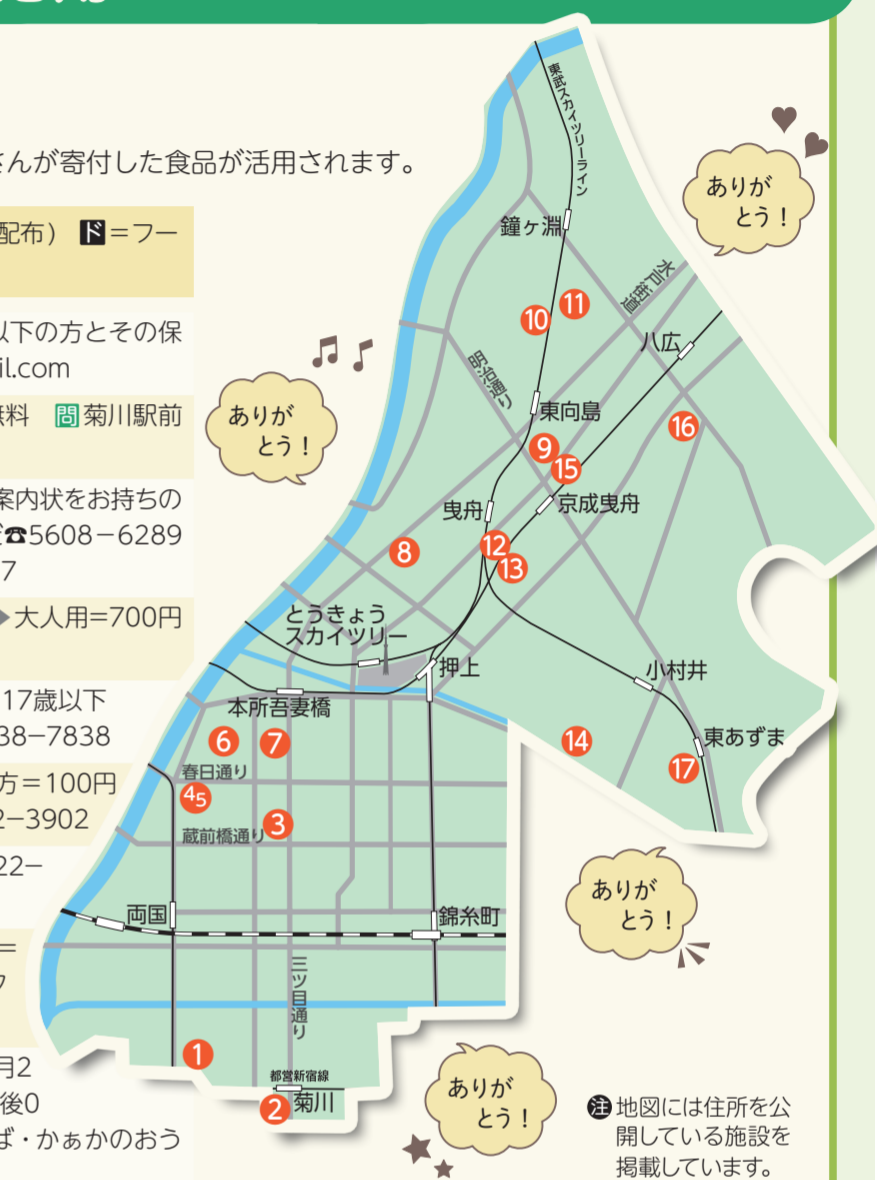 さんが寄付した食品が活用されます。
配布） ド＝フー
以下の方とその保
il.com
無料 問 菊川駅前
案内状をお持ちの
☎5608－6289
7
▶大人用＝700円
17歳以下
38−7838
方＝100円
2−3902
22−
＝
月2
後0
ば・かぁかのおう
東武スカイツリーライン
鐘ヶ淵
水戸街道
八広
明治通り
東向島
曳舟
京成曳舟
とうきょう
スカイツリー
押上
本所吾妻橋
小村井
東あずま
春日通り
蔵前橋通り
両国
錦糸町
三ツ目通り
都営新宿線
菊川
1
2
3
45
6
7
8
9
10
11
12
13
14
15
16
17
ありが
とう！
ありが
とう！
ありが
とう！
ありが
とう！
注 地図には住所を公
開している施設を
掲載しています。